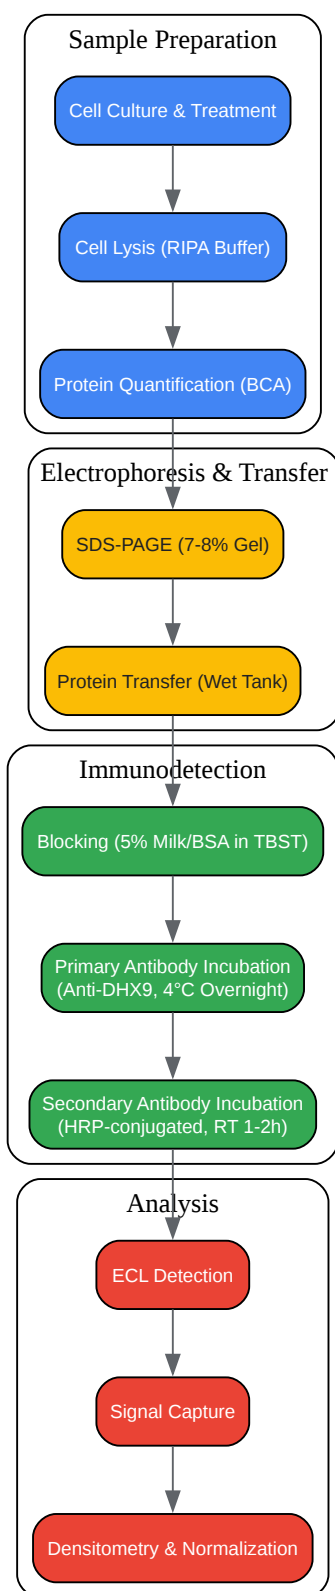 Sample Preparation
Cell Culture & Treatment
Cell Lysis (RIPA Buffer)
Protein Quantification (BCA)
Electrophoresis & Transfer
SDS-PAGE (7-8% Gel)
Protein Transfer (Wet Tank)
Immunodetection
Blocking (5% Milk/BSA in TBST)
Primary Antibody Incubation
(Anti-DHX9, 4°C Overnight)
Secondary Antibody Incubation
(HRP-conjugated, RT 1-2h)
Analysis
ECL Detection
Signal Capture
Densitometry & Normalization